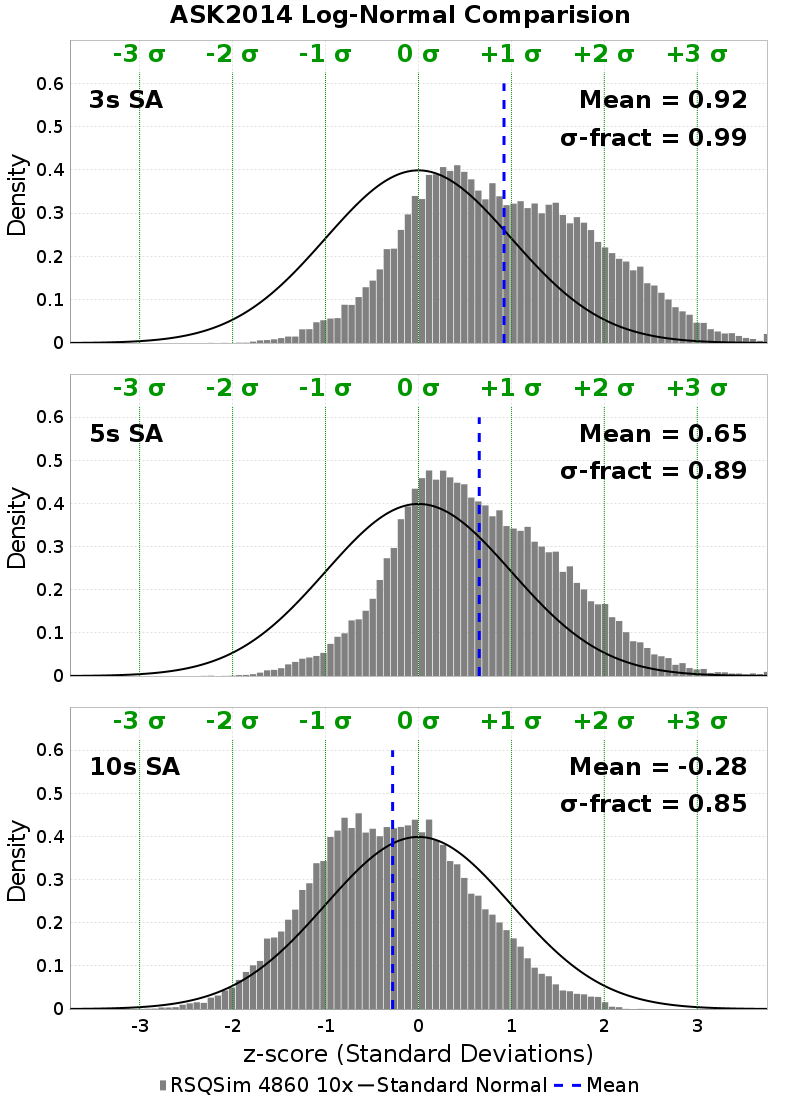 ASK2014 Log-Normal Comparision
-3 σ -2 σ -1 σ 0 σ +1 σ +2 σ +3 σ
3s SA
Mean = 0.92
σ-fract = 0.99
0.6
0.5
0.4
0.3
0.2
0.1
0
Density
-3 σ -2 σ -1 σ 0 σ +1 σ +2 σ +3 σ
5s SA
Mean = 0.65
σ-fract = 0.89
0.6
0.5
0.4
0.3
0.2
0.1
0
Density
-3 σ -2 σ -1 σ 0 σ +1 σ +2 σ +3 σ
10s SA
Mean = -0.28
σ-fract = 0.85
0.6
0.5
0.4
0.3
0.2
0.1
0
Density
-3 -2 -1 0 1 2 3
z-score (Standard Deviations)
RSQSim 4860 10x Standard Normal Mean